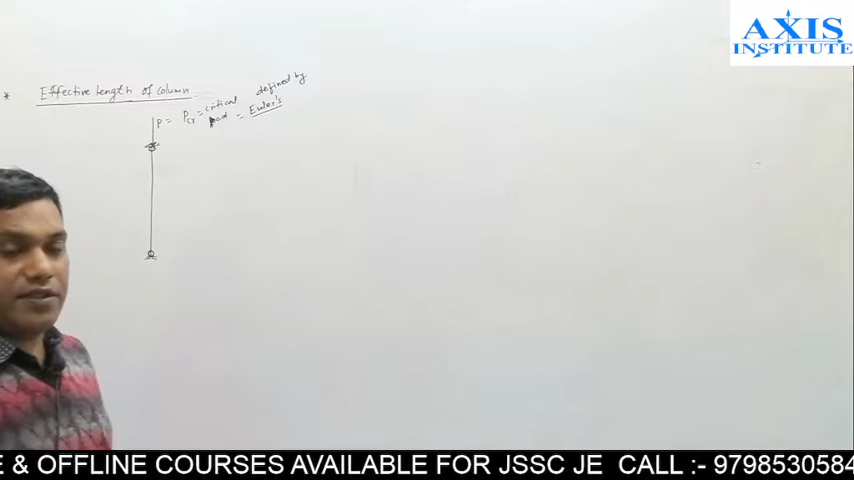 AXIS
INSTITUTE
* Effective length of column
P = Pcr = critical load = defined by Euler's
E & OFFLINE COURSES AVAILABLE FOR JSSC JE CALL :- 9798530584